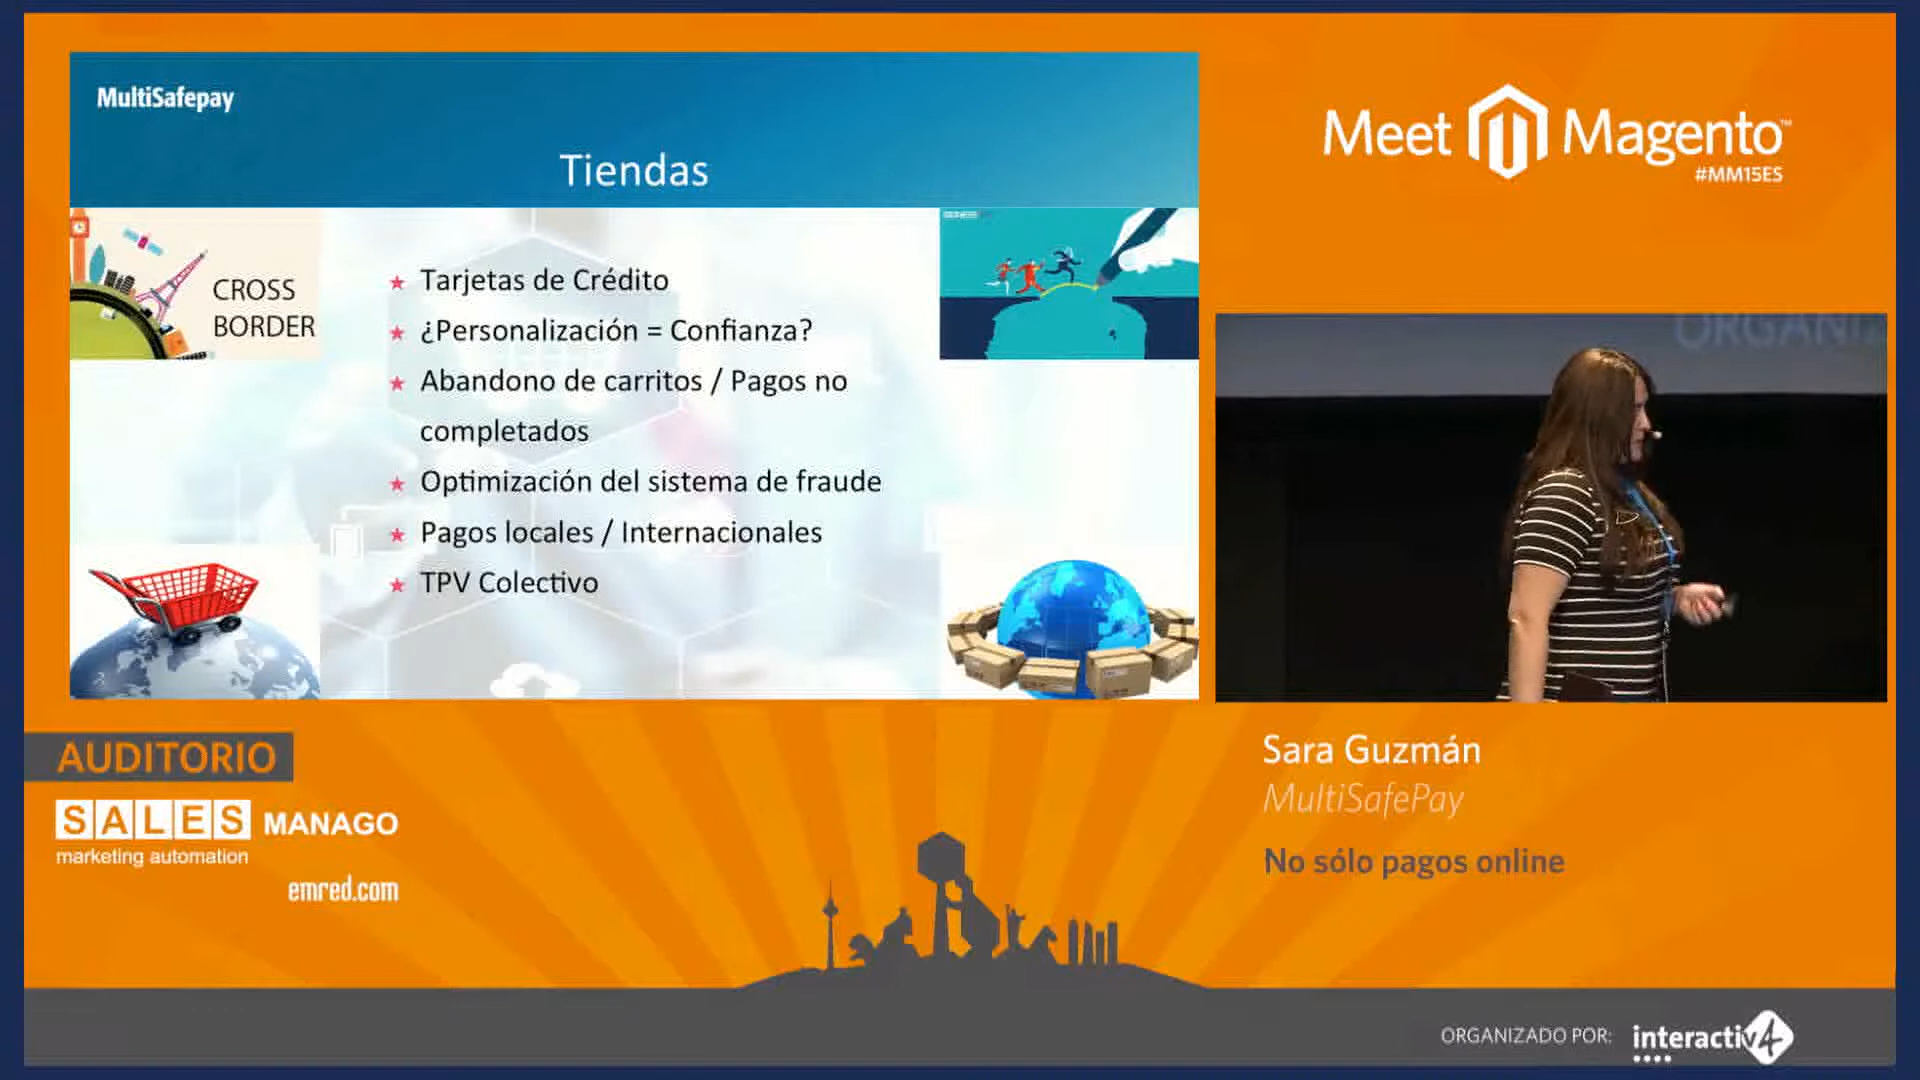 MultiSafepay
Tiendas
CROSS
BORDER
Tarjetas de Crédito
¿Personalización = Confianza?
Abandono de carritos / Pagos no
completados
Optimización del sistema de fraude
Pagos locales / Internacionales
TPV Colectivo
Meet Magento™
#MM15ES
ORGANIZ
Sara Guzmán
MultiSafePay
No sólo pagos online
AUDITORIO
SALES MANAGO
marketing automation
emred.com
ORGANIZADO POR: interactiv4